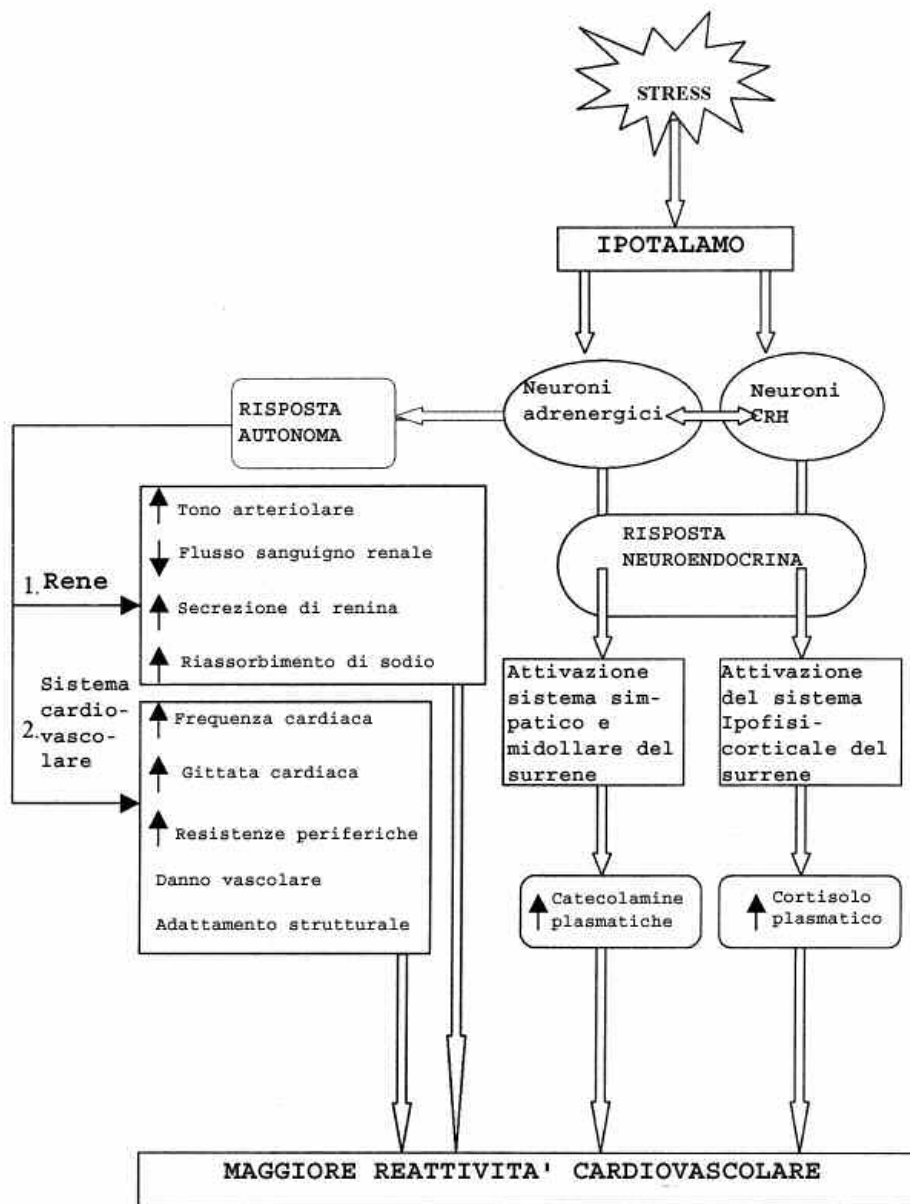 STRESS
IPOTALAMO
Neuroni
adrenergici
Neuroni
CRH
RISPOSTA
AUTONOMA
RISPOSTA
NEUROENDOCRINA
1. Rene
Tono arteriolare
Flusso sanguigno renale
Secrezione di renina
Riassorbimento di sodio
Sistema
cardio-
2. vasco-
lare
Frequenza cardiaca
Gittata cardiaca
Resistenze periferiche
Danno vascolare
Adattamento strutturale
Attivazione
sistema sim-
patico e
midollare del
surrene
Attivazione
del sistema
Ipofisi-
corticale del
surrene
Catecolamine
plasmatiche
Cortisolo
plasmatico
MAGGIORE REATTIVITA' CARDIOVASCOLARE